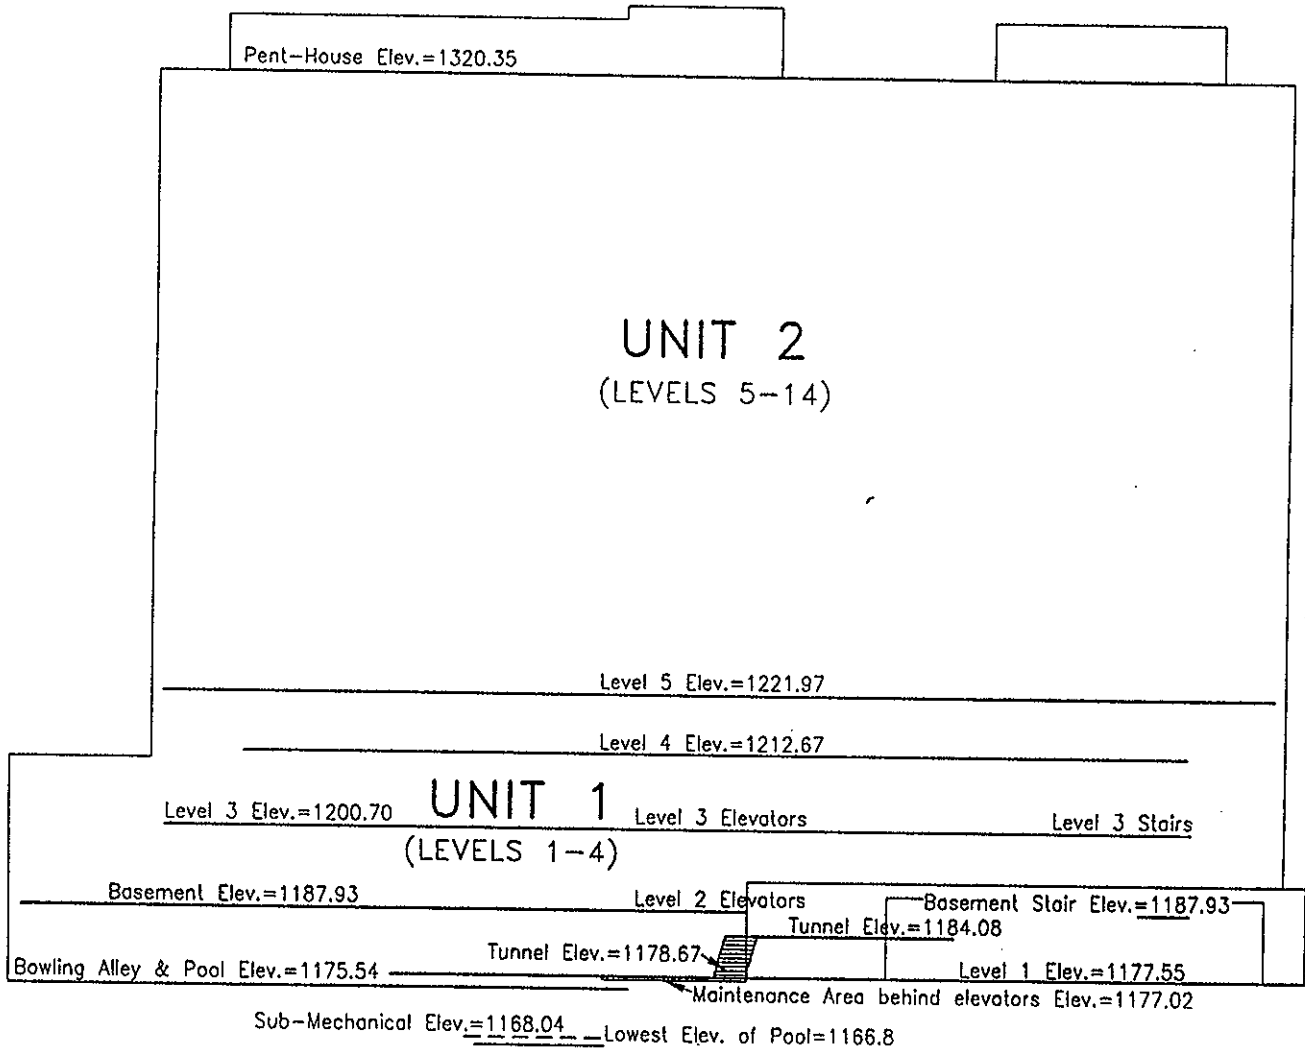 Pent-House Elev.=1320.35
UNIT 2
(LEVELS 5-14)
Level 5 Elev.=1221.97
Level 4 Elev.=1212.67
Level 3 Elev.=1200.70
UNIT 1
Level 3 Elevators
Level 3 Stairs
(LEVELS 1-4)
Basement Elev.=1187.93
Level 2 Elevators
Basement Stair Elev.=1187.93
Tunnel Elev.=1184.08
Tunnel Elev.=1178.67
Bowling Alley & Pool Elev.=1175.54
Level 1 Elev.=1177.55
Maintenance Area behind elevators Elev.=1177.02
Sub-Mechanical Elev.=1168.04
Lowest Elev. of Pool=1166.8